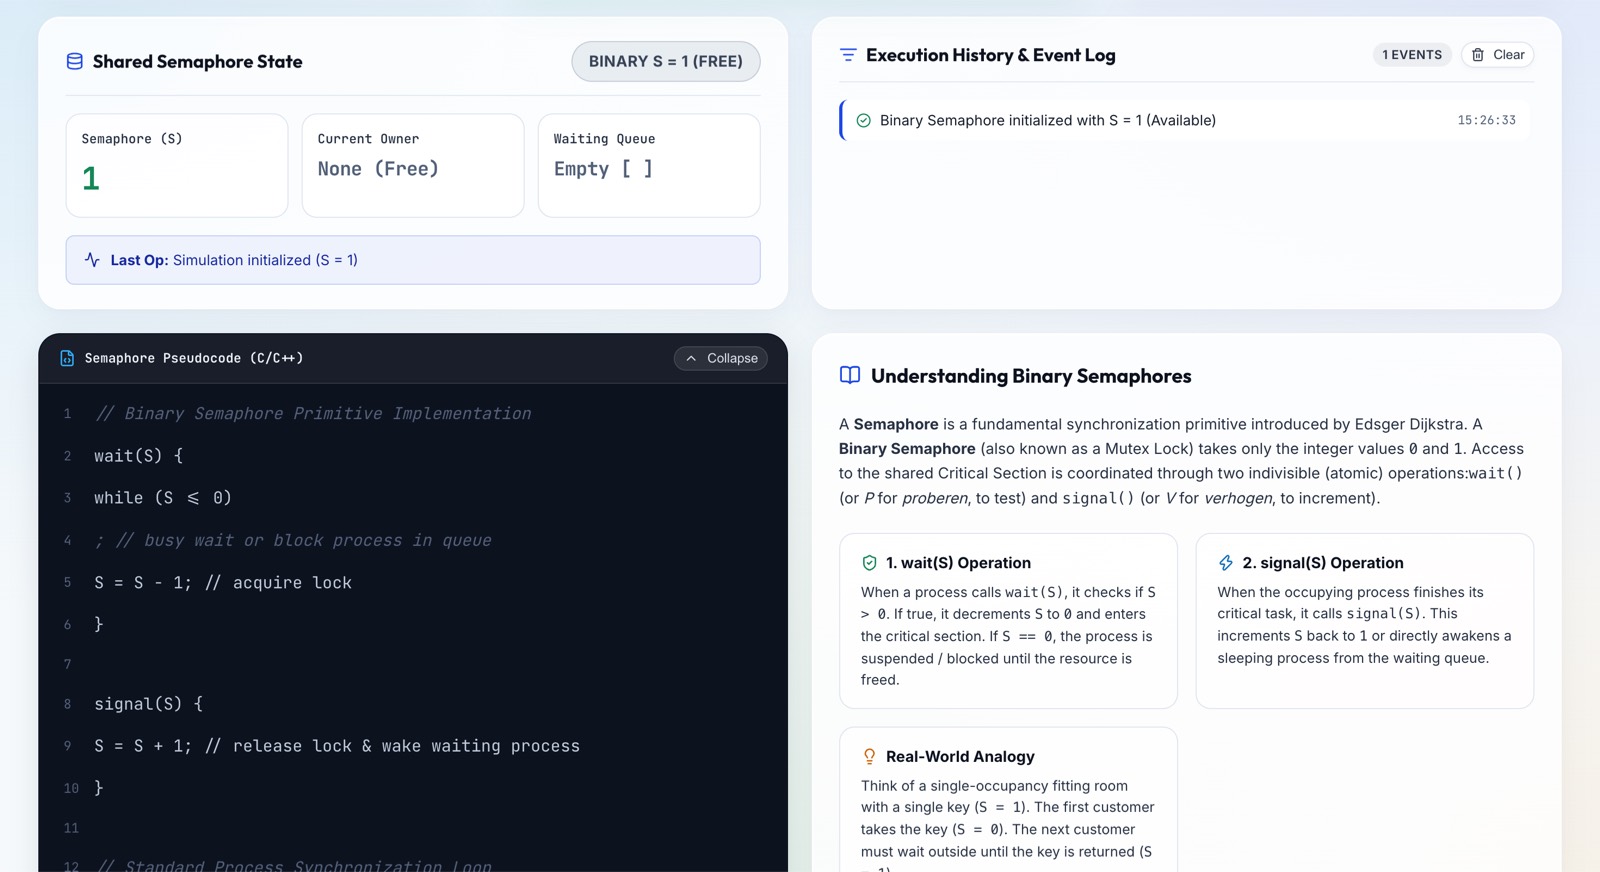 Shared Semaphore State
BINARY S = 1 (FREE)
Semaphore (S)
1
Current Owner
None (Free)
Waiting Queue
Empty [ ]
Last Op: Simulation initialized (S = 1)
Execution History & Event Log
1 EVENTS
Clear
Binary Semaphore initialized with S = 1 (Available)
15:26:33
Semaphore Pseudocode (C/C++)
Collapse
1 // Binary Semaphore Primitive Implementation
2 wait(S) {
3 while (S <= 0)
4 ; // busy wait or block process in queue
5 S = S - 1; // acquire lock
6 }
7
8 signal(S) {
9 S = S + 1; // release lock & wake waiting process
10 }
11
12 // Standard Process Synchronization Loop
Understanding Binary Semaphores
A Semaphore is a fundamental synchronization primitive introduced by Edsger Dijkstra. A
Binary Semaphore (also known as a Mutex Lock) takes only the integer values 0 and 1. Access
to the shared Critical Section is coordinated through two indivisible (atomic) operations:wait()
(or P for proberen, to test) and signal() (or V for verhogen, to increment).
1. wait(S) Operation
When a process calls wait(S), it checks if S
> 0. If true, it decrements S to 0 and enters
the critical section. If S == 0, the process is
suspended / blocked until the resource is
freed.
2. signal(S) Operation
When the occupying process finishes its
critical task, it calls signal(S). This
increments S back to 1 or directly awakens a
sleeping process from the waiting queue.
Real-World Analogy
Think of a single-occupancy fitting room
with a single key (S = 1). The first customer
takes the key (S = 0). The next customer
must wait outside until the key is returned (S
= 1)